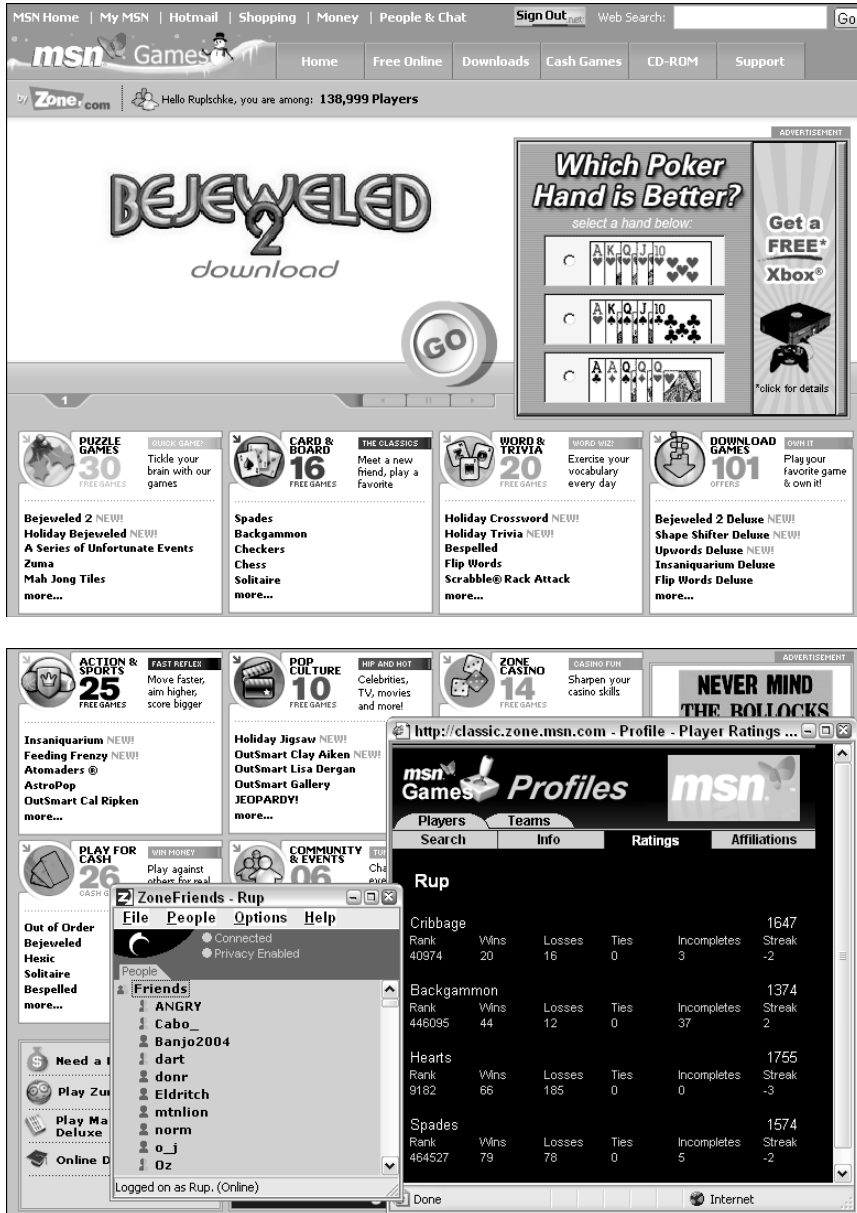 MSN Home | My MSN | Hotmail | Shopping | Money | People & Chat
Sign Out .net
Web Search:
Go
msn Games
Home
Free Online
Downloads
Cash Games
CD-ROM
Support
by Zone.com
Hello Ruplschke, you are among: 138,999 Players
ADVERTISEMENT
BEJEWELED
2
download
GO
Which Poker
Hand is Better?
select a hand below:
A K Q J 10
A K Q J 10
A A Q Q Q
Get a
FREE*
Xbox®
*click for details
1
PUZZLE
GAMES
30
FREE GAMES
QUICK GAME!
Tickle your
brain with our
games
Bejeweled 2 NEW!
Holiday Bejeweled NEW!
A Series of Unfortunate Events
Zuma
Mah Jong Tiles
more...
CARD &
BOARD
16
FREE GAMES
THE CLASSICS
Meet a new
friend, play a
favorite
Spades
Backgammon
Checkers
Chess
Solitaire
more...
WORD &
TRIVIA
20
FREE GAMES
WORD WIZ!
Exercise your
vocabulary
every day
Holiday Crossword NEW!
Holiday Trivia NEW!
Bespelled
Flip Words
Scrabble® Rack Attack
more...
DOWNLOAD
GAMES
101
OFFERS
OWN IT
Play your
favorite game
& own it!
Bejeweled 2 Deluxe NEW!
Shape Shifter Deluxe NEW!
Upwords Deluxe NEW!
Insaniquarium Deluxe
Flip Words Deluxe
more...
ACTION &
SPORTS
25
FREE GAMES
FAST REFLEX
Move faster,
aim higher,
score bigger
Insaniquarium NEW!
Feeding Frenzy NEW!
Atomaders ®
AstroPop
OutSmart Cal Ripken
more...
POP
CULTURE
10
FREE GAMES
HIP AND HOT
Celebrities,
TV, movies
and more!
Holiday Jigsaw NEW!
OutSmart Clay Aiken NEW!
OutSmart Lisa Dergan
OutSmart Gallery
JEOPARDY!
more...
ZONE
CASINO
14
FREE GAMES
CASINO FUN
Sharpen your
casino skills
ADVERTISEMENT
NEVER MIND
THE BOLLOCKS
PLAY FOR
CASH
26
CASH G
WIN MONEY
Play against
others for real
Out of Order
Bejeweled
Hexic
Solitaire
Bespelled
more...
COMMUNITY
& EVENTS
06
Need a
Play Zu
Play Ma
Deluxe
Online D
ZoneFriends - Rup
File People Options Help
Connected
Privacy Enabled
People
Friends
ANGRY
Cabo_
Banjo2004
dart
donr
Eldritch
mtnlion
norm
o_j
Oz
Logged on as Rup. (Online)
http://classic.zone.msn.com - Profile - Player Ratings ...
msn Games
Profiles
msn
Players
Teams
Search
Info
Ratings
Affiliations
Rup
Cribbage 1647
Rank Wins Losses Ties Incompletes Streak
40974 20 16 0 3 -2
Backgammon 1374
Rank Wins Losses Ties Incompletes Streak
446095 44 12 0 37 2
Hearts 1755
Rank Wins Losses Ties Incompletes Streak
9182 66 185 0 0 -3
Spades 1574
Rank Wins Losses Ties Incompletes Streak
464527 79 78 0 5 -2
Done
Internet